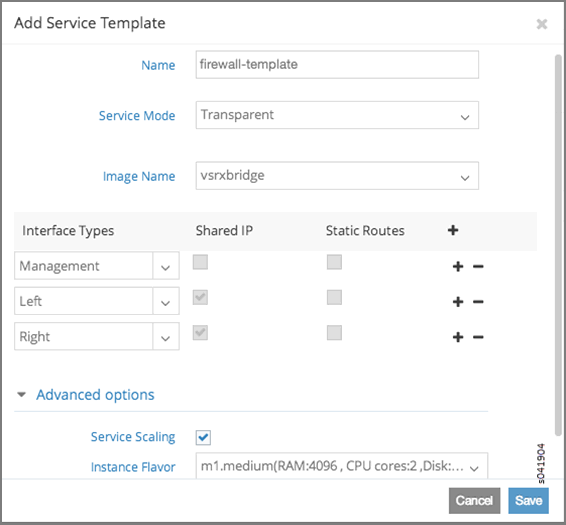 Add Service Template ×
Name firewall-template
Service Mode Transparent
Image Name vsrxbridge
Interface Types Shared IP Static Routes +
Management + −
Left + −
Right + −
Advanced options
Service Scaling
Instance Flavor m1.medium(RAM:4096 , CPU cores:2 ,Disk:...
s041904
Cancel Save